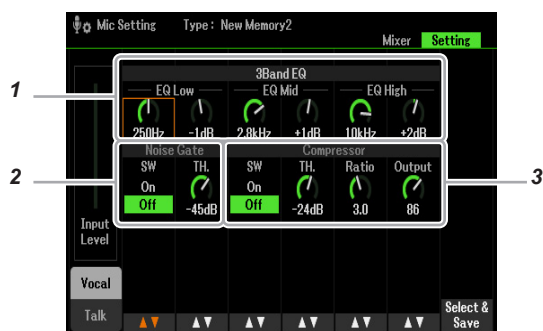 Mic Setting Type : New Memory2
Mixer Setting
3Band EQ
EQ Low EQ Mid EQ High
250Hz -1dB 2.8kHz +1dB 10kHz +2dB
1
Noise Gate Compressor
SW TH. SW TH. Ratio Output
On On
Off -45dB Off -24dB 3.0 86
2
3
Input
Level
Vocal
Talk
Select &
Save